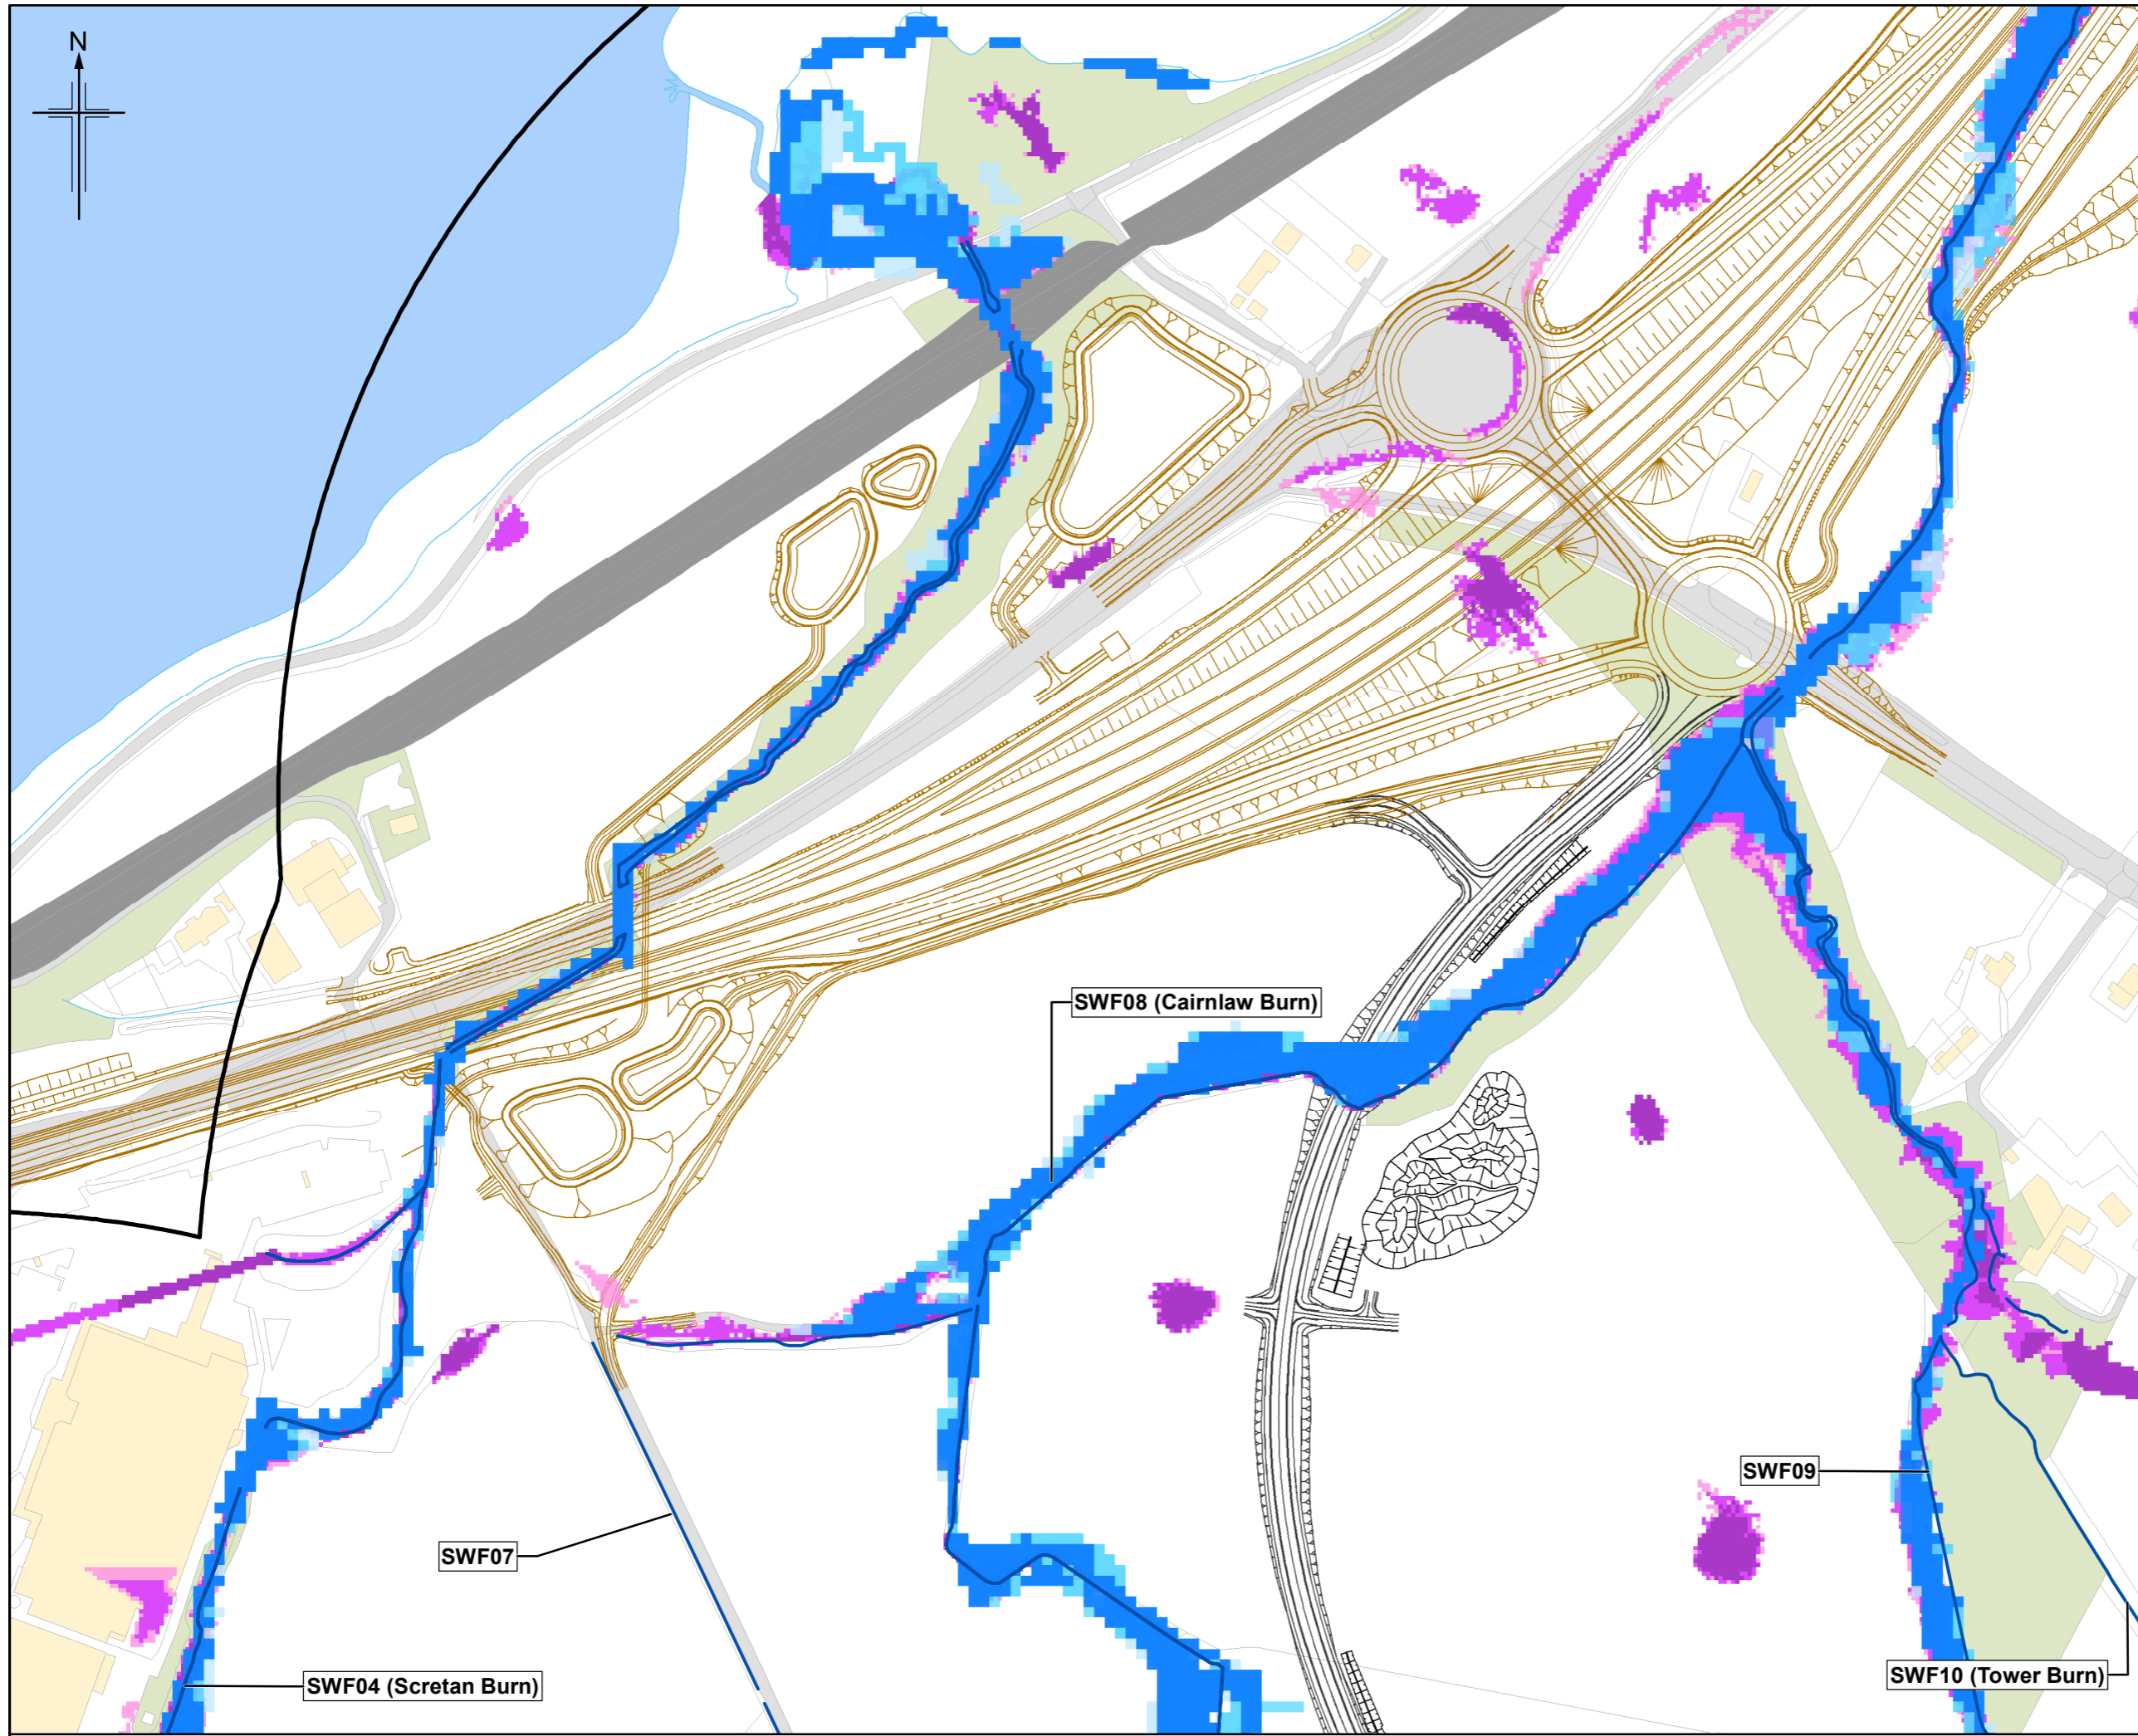 N
SWF08 (Cairnlaw Burn)
SWF09
SWF07
SWF10 (Tower Burn)
SWF04 (Scretan Burn)